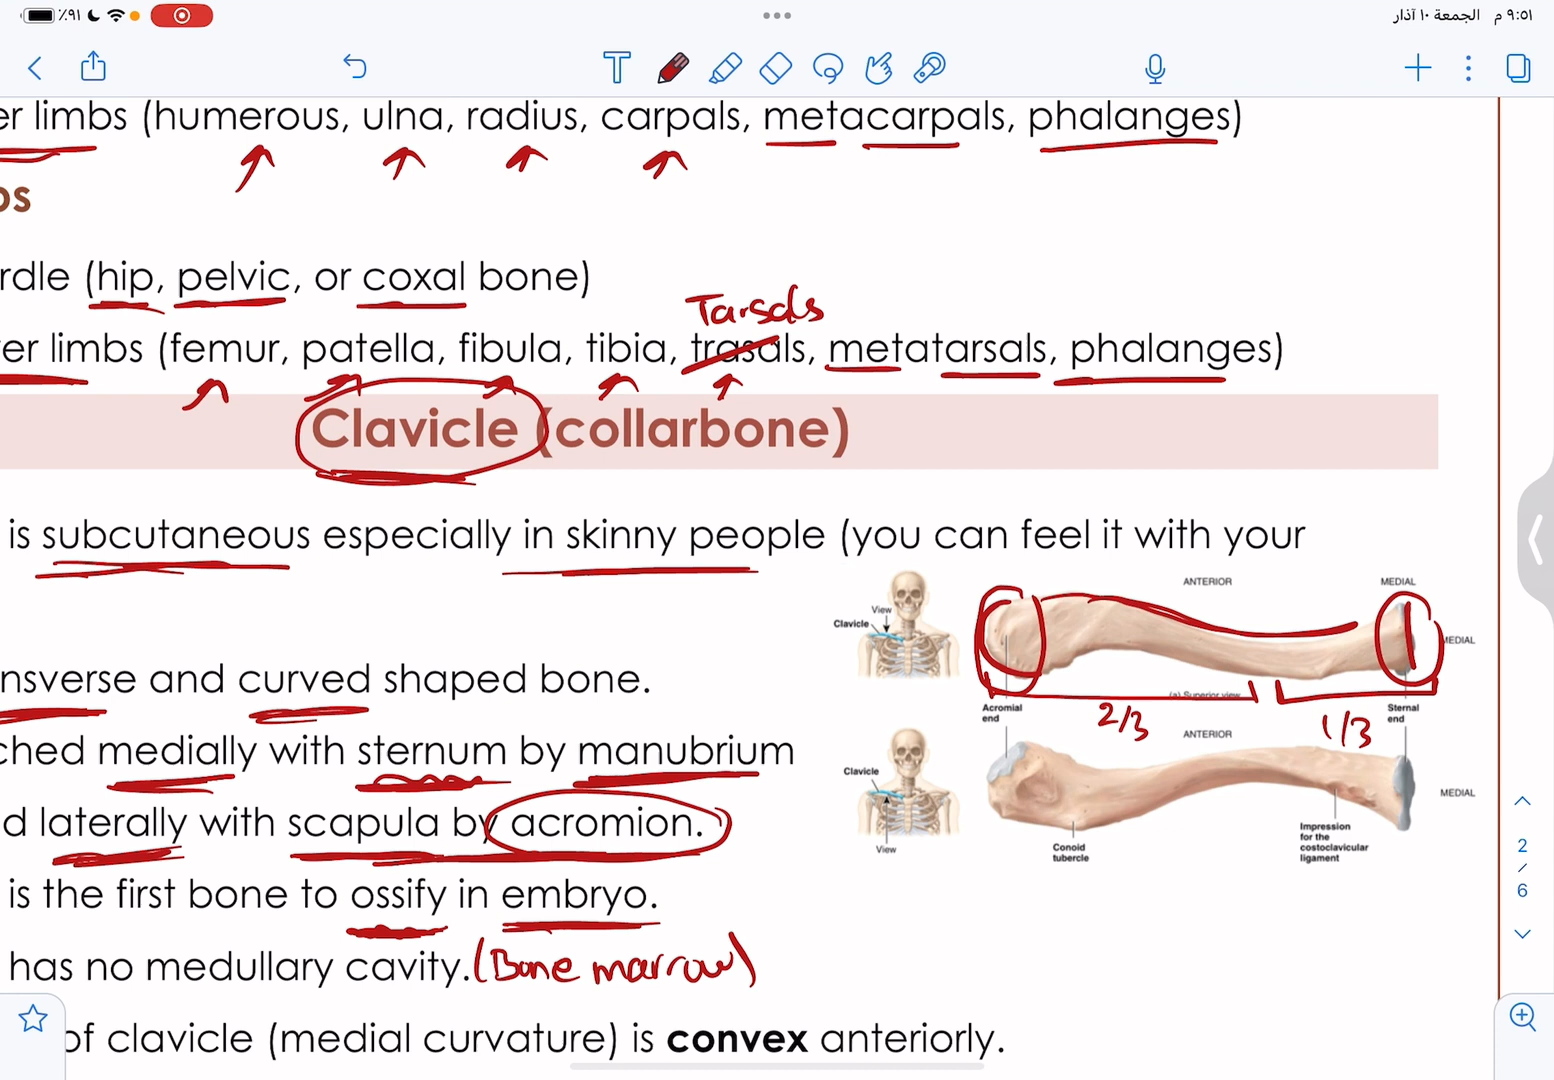 ٪٩١
٩:٥١ م الجمعة ١٠ آذار
er limbs (humerous, ulna, radius, carpals, metacarpals, phalanges)
os
rdle (hip, pelvic, or coxal bone)
Tarsals
er limbs (femur, patella, fibula, tibia, trasals, metatarsals, phalanges)
Clavicle (collarbone)
is subcutaneous especially in skinny people (you can feel it with your
ANTERIOR
MEDIAL
View
Clavicle
MEDIAL
nsverse and curved shaped bone.
(a) Superior view
Acromial
end
2/3
1/3
Sternal
end
ANTERIOR
ched medially with sternum by manubrium
Clavicle
MEDIAL
d laterally with scapula by acromion.
View
Conoid
tubercle
Impression
for the
costoclavicular
ligament
2
/
6
is the first bone to ossify in embryo.
has no medullary cavity. (Bone marrow)
of clavicle (medial curvature) is convex anteriorly.